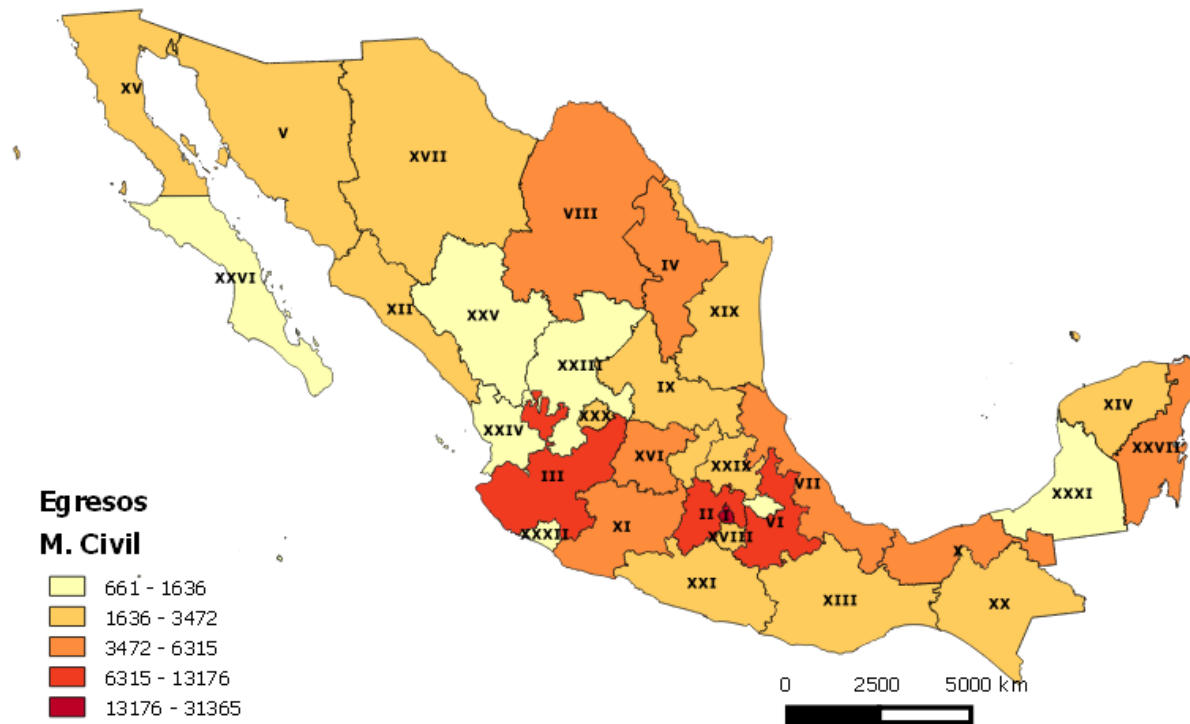 XV
V
XVII
VIII
XXVI
IV
XII
XXV
XIX
XXIII
IX
XXX
XXIV
XIV
XXVII
III
XVI
XXIX
VII
XXXI
II
I
VI
XXXII
XI
XVIII
X
XXI
XIII
XX
Egresos
M. Civil
661 - 1636
1636 - 3472
3472 - 6315
6315 - 13176
13176 - 31365
0 2500 5000 km